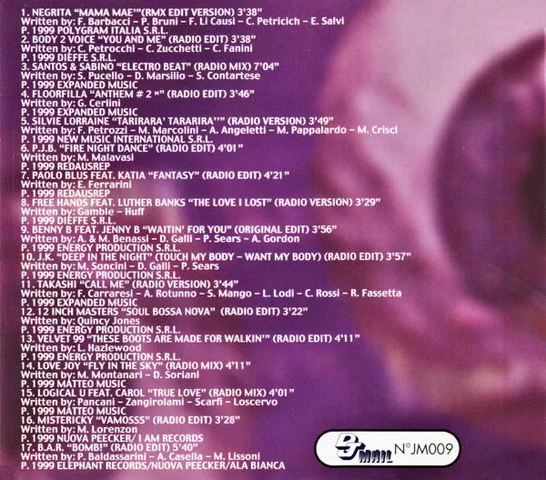 1. NEGRITA "MAMA MAE'"(RMX EDIT VERSION) 3'38"
Written by: F. Barbacci – P. Bruni – F. Li Causi – C. Petricich – E. Salvi
P. 1999 POLYGRAM ITALIA S.R.L.
2. BODY 2 VOICE "YOU AND ME" (RADIO EDIT) 3'38"
Written by: C. Petrocchi – C. Zucchetti – C. Fanini
P. 1999 DIEFFE S.R.L.
3. SANTOS & SABINO "ELECTRO BEAT" (RADIO VERSION) 7'04"
Written by: S. Pucello – D. Marsilio – S. Contartese
P. 1999 EXPANDED MUSIC
4. FLOORFILLA "ANTHEM # 2 " (RADIO EDIT) 3'46"
Written by: G. Cerlini
P. 1999 EXPANDED MUSIC
5. SILVIE LORRAINE "TARIRARA' TARARIRA'" (RADIO VERSION) 3'49"
Written by: F. Petrozzi – M. Marcolini – A. Angeletti – M. Pappalardo – M. Crisci
P. 1999 NEW MUSIC INTERNATIONAL S.R.L.
6. P.J.B. "FIRE NIGHT DANCE" (RADIO EDIT) 4'01"
Written by: M. Malavasi
P. 1999 REDAUSREP
7. PAOLO BLUS FEAT. KATIA "FANTASY" (RADIO EDIT) 4'21"
Written by: E. Ferrarini
P. 1999 REDAUSREP
8. FREE HANDS FEAT. LUTHER BANKS "THE LOVE I LOST" (RADIO VERSION) 3'29"
Written by: Gamble – Huff
P. 1999 DIEFFE S.R.L.
9. BENNY B FEAT. JENNY B "WAITIN' FOR YOU" (ORIGINAL EDIT) 3'56"
Written by: A. & M. Benassi – D. Galli – P. Sears – A. Gordon
P. 1999 ENERGY PRODUCTION S.R.L.
10. J.K. "DEEP IN THE NIGHT" (TOUCH MY BODY – WANT MY BODY) (RADIO EDIT) 3'57"
Written by: M. Soncini – D. Galli – P. Sears
P. 1999 ENERGY PRODUCTION S.R.L.
11. TAKASHI "CALL ME" (RADIO VERSION) 3'44"
Written by: F. Carraresi – A. Rotunno – S. Mango – L. Lodi – C. Rossi – R. Fassetta
P. 1999 EXPANDED MUSIC
12. 12 INCH MASTERS "SOUL BOSSA NOVA" (RADIO EDIT) 3'22"
Written by: Quincy Jones
P. 1999 ENERGY PRODUCTION S.R.L.
13. VELVET 99 "THESE BOOTS ARE MADE FOR WALKIN'" (RADIO EDIT) 4'11"
Written by: L. Hazlewood
P. 1999 ENERGY PRODUCTION S.R.L.
14. LOVE JOY "FLY IN THE SKY" (RADIO MIX) 4'11"
Written by: M. Montanari – D. Soriani
P. 1999 MATTEO MUSIC
15. LOGICAL U FEAT. CAROL "TRUE LOVE" (RADIO MIX) 4'01"
Written by: Pancani – Zangirolami – Scarfi – Loscervo
P. 1999 MATTEO MUSIC
16. MISTERICKY "VAMOSSS" (RADIO EDIT) 3'28"
Written by: M. Lorenzon
P. 1999 NUOVA PEECKER/ I AM RECORDS
17. B.A.R. "BOMB!" (RADIO EDIT) 5'40"
Written by: P. Baldassarini – A. Casella – M. Lissoni
P. 1999 ELEPHANT RECORDS/NUOVA PEECKER/ALA BIANCA
DJ MAIL N°JM009